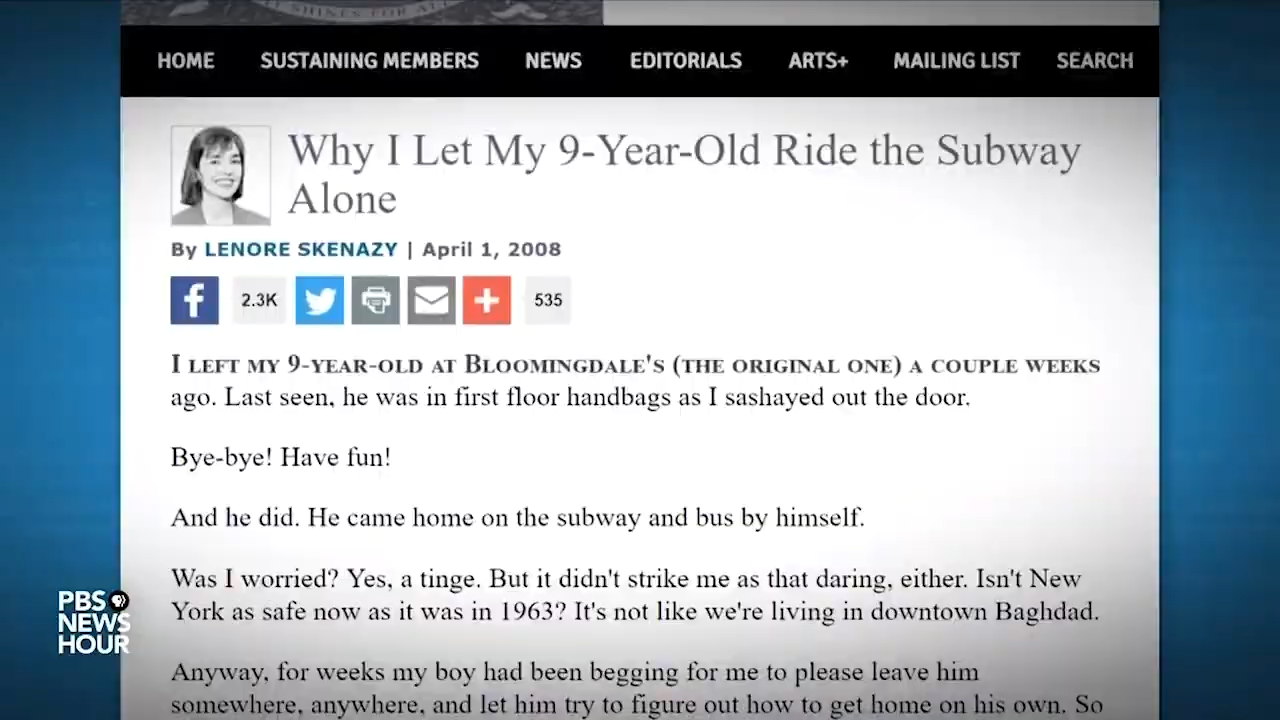 SHINES FOR ALL
HOME SUSTAINING MEMBERS NEWS EDITORIALS ARTS+ MAILING LIST SEARCH
Why I Let My 9-Year-Old Ride the Subway
Alone
By LENORE SKENAZY | April 1, 2008
2.3K 535
I LEFT MY 9-YEAR-OLD AT BLOOMINGDALE'S (THE ORIGINAL ONE) A COUPLE WEEKS
ago. Last seen, he was in first floor handbags as I sashayed out the door.
Bye-bye! Have fun!
And he did. He came home on the subway and bus by himself.
Was I worried? Yes, a tinge. But it didn't strike me as that daring, either. Isn't New
York as safe now as it was in 1963? It's not like we're living in downtown Baghdad.
Anyway, for weeks my boy had been begging for me to please leave him
somewhere, anywhere, and let him try to figure out how to get home on his own. So
PBS
NEWS
HOUR